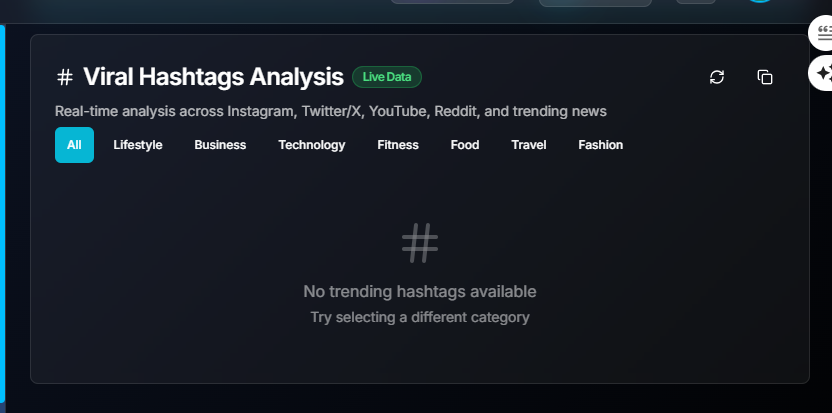 # Viral Hashtags Analysis Live Data
Real-time analysis across Instagram, Twitter/X, YouTube, Reddit, and trending news
All Lifestyle Business Technology Fitness Food Travel Fashion
#
No trending hashtags available
Try selecting a different category